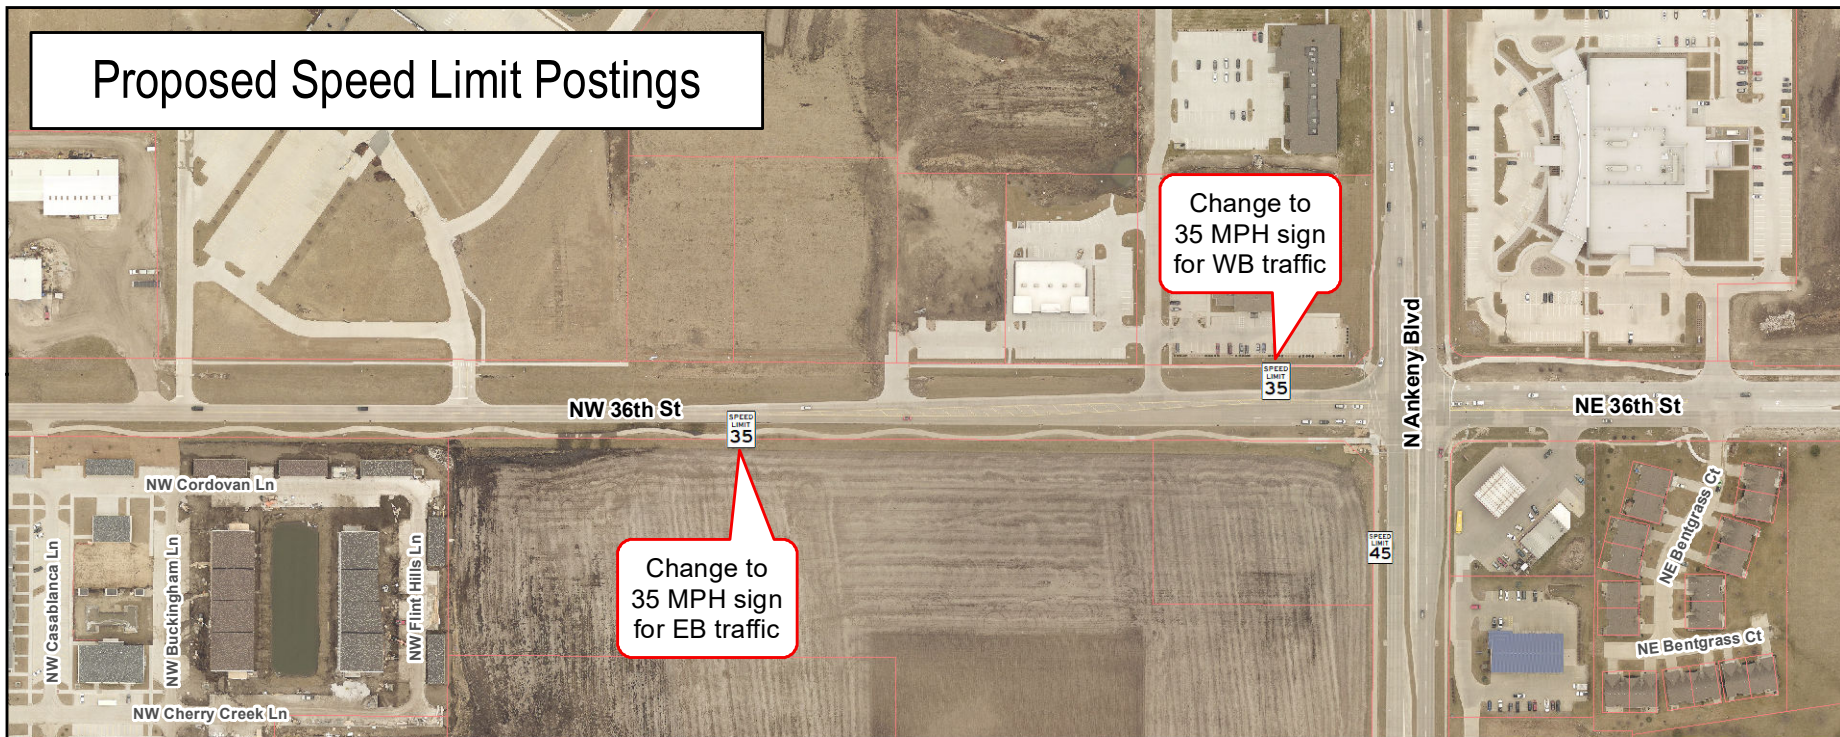 Proposed Speed Limit Postings
Change to
35 MPH sign
for WB traffic
N Ankeny Blvd
SPEED
LIMIT
35
NW 36th St
NE 36th St
SPEED
LIMIT
35
NW Cordovan Ln
NE Bentgrass Ct
SPEED
LIMIT
45
Change to
35 MPH sign
for EB traffic
NW Casablanca Ln
NW Buckingham Ln
NW Flint Hills Ln
NE Bentgrass Ct
NW Cherry Creek Ln